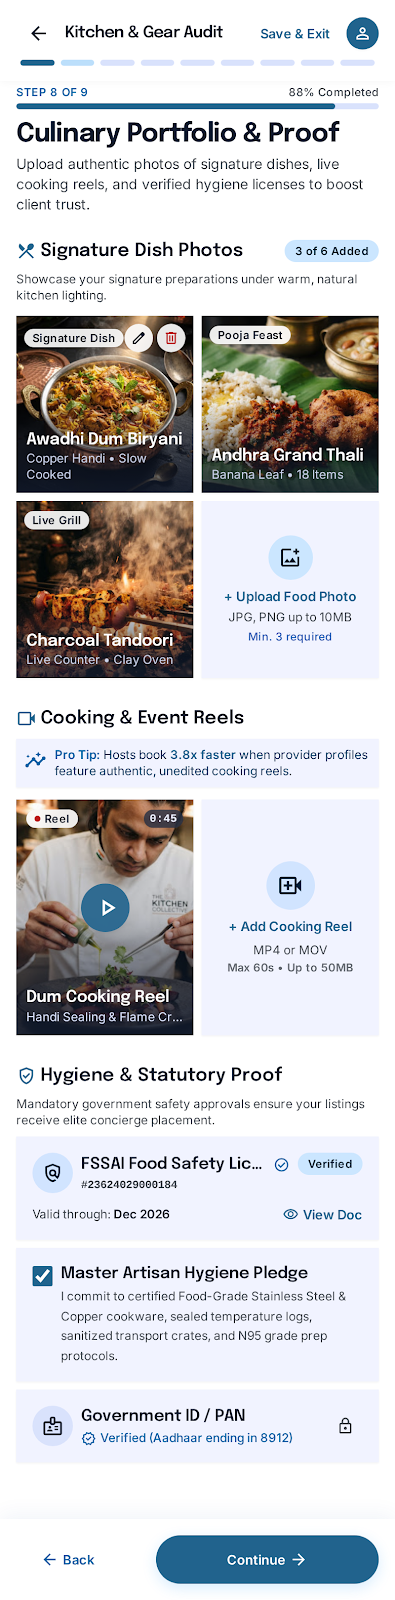 Kitchen & Gear Audit
Save & Exit
STEP 8 OF 9
88% Completed
Culinary Portfolio & Proof
Upload authentic photos of signature dishes, live
cooking reels, and verified hygiene licenses to boost
client trust.
Signature Dish Photos
3 of 6 Added
Showcase your signature preparations under warm, natural
kitchen lighting.
Signature Dish
Awadhi Dum Biryani
Copper Handi • Slow
Cooked
Pooja Feast
Andhra Grand Thali
Banana Leaf • 18 Items
Live Grill
Charcoal Tandoori
Live Counter • Clay Oven
+ Upload Food Photo
JPG, PNG up to 10MB
Min. 3 required
Cooking & Event Reels
Pro Tip: Hosts book 3.8x faster when provider profiles
feature authentic, unedited cooking reels.
Reel
0:45
THE
KITCHEN
COLLECTIVE
Dum Cooking Reel
Handi Sealing & Flame Cr...
+ Add Cooking Reel
MP4 or MOV
Max 60s • Up to 50MB
Hygiene & Statutory Proof
Mandatory government safety approvals ensure your listings
receive elite concierge placement.
FSSAI Food Safety Lic...
Verified
#23624029000184
Valid through: Dec 2026
View Doc
Master Artisan Hygiene Pledge
I commit to certified Food-Grade Stainless Steel &
Copper cookware, sealed temperature logs,
sanitized transport crates, and N95 grade prep
protocols.
Government ID / PAN
Verified (Aadhaar ending in 8912)
Back
Continue